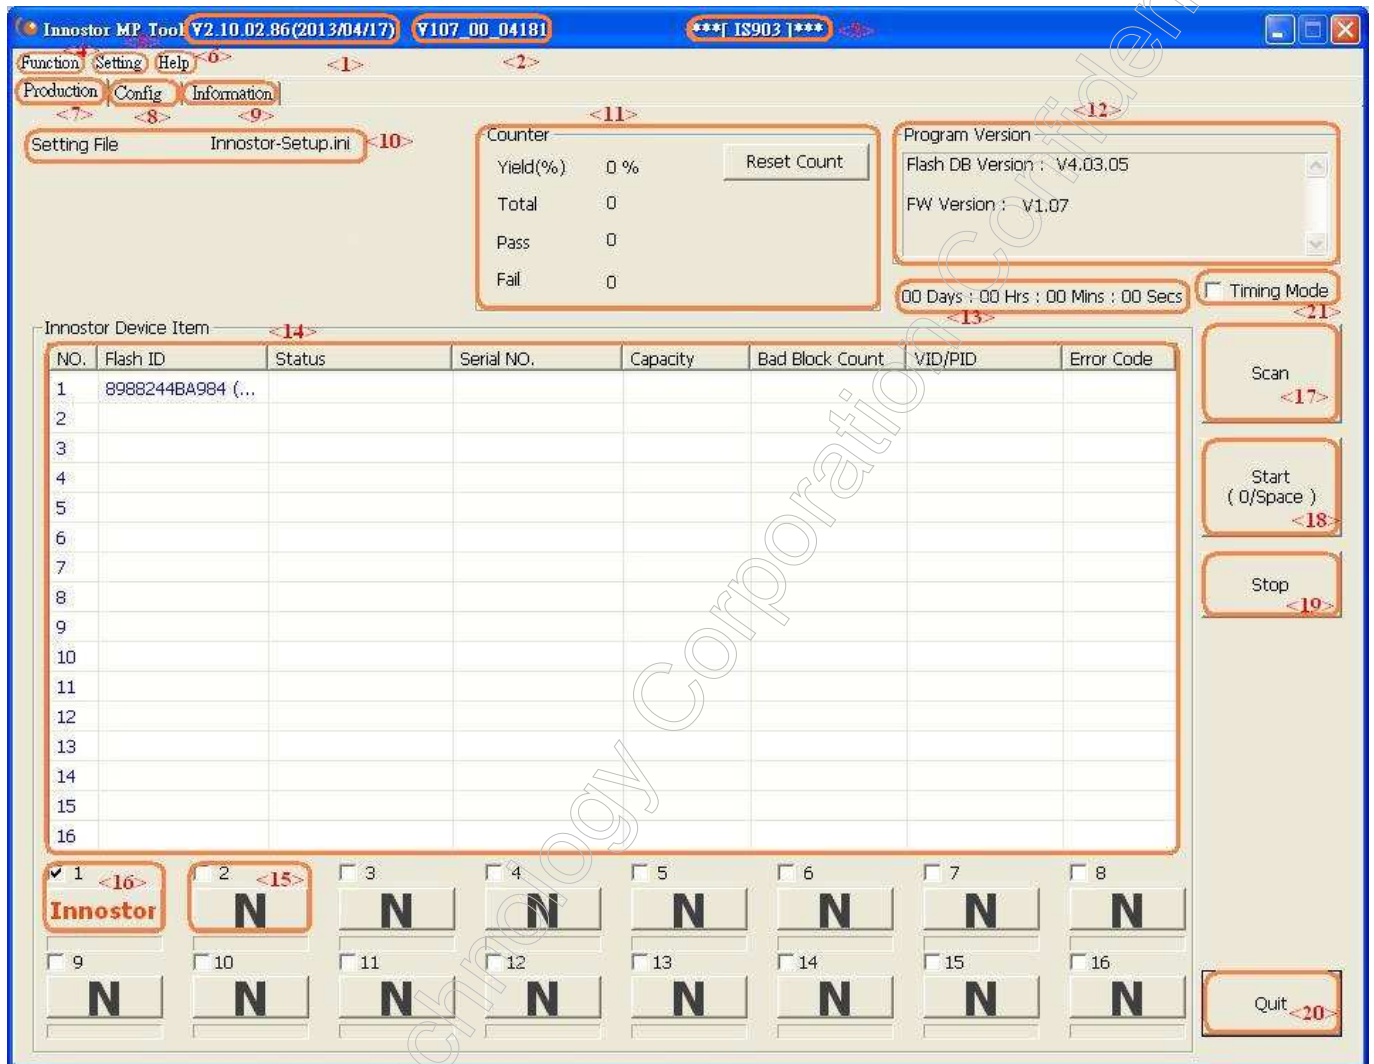 Innostor MP Tool V2.10.02.86(2013/04/17) V107_00_04181 ***[ IS903 ]*** <3>
Function Setting Help <6> <1> <2>
Production Config Information
<7> <8> <9> <11> <12>
Setting File Innostor-Setup.ini <10>
Counter
Yield(%) 0 %
Reset Count
Total 0
Pass 0
Fail 0
Program Version
Flash DB Version : V4.03.05
FW Version : V1.07
00 Days : 00 Hrs : 00 Mins : 00 Secs
<13>
Timing Mode
<21>
Innostor Device Item <14>
NO. Flash ID Status Serial NO. Capacity Bad Block Count VID/PID Error Code
1 8988244BA984 (...
2
3
4
5
6
7
8
9
10
11
12
13
14
15
16
Scan
<17>
Start
( 0/Space )
<18>
Stop
<19>
1 <16> 2 <15> 3 4 5 6 7 8
Innostor N N N N N N N
9 10 11 12 13 14 15 16
N N N N N N N N
Quit <20>
chnology Corporation Confiden